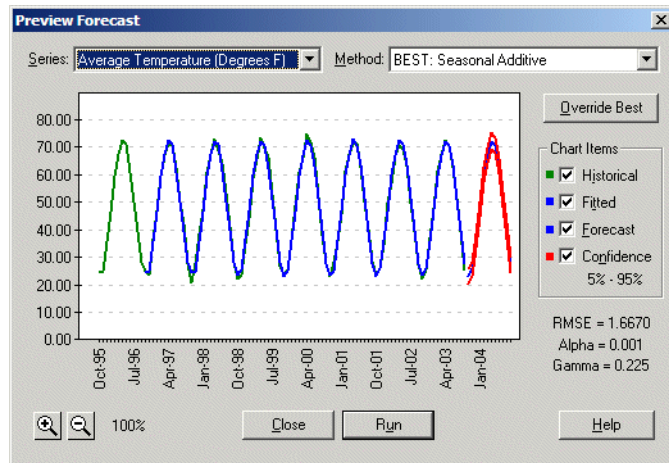 Preview Forecast
Series: Average Temperature (Degrees F) Method: BEST: Seasonal Additive
Override Best
80.00
70.00
60.00
50.00
40.00
30.00
20.00
10.00
0.00
Oct-95
Jul-96
Apr-97
Jan-98
Oct-98
Jul-99
Apr-00
Jan-01
Oct-01
Jul-02
Apr-03
Jan-04
Chart Items
Historical
Fitted
Forecast
Confidence
5% - 95%
RMSE = 1.6670
Alpha = 0.001
Gamma = 0.225
100%
Close
Run
Help